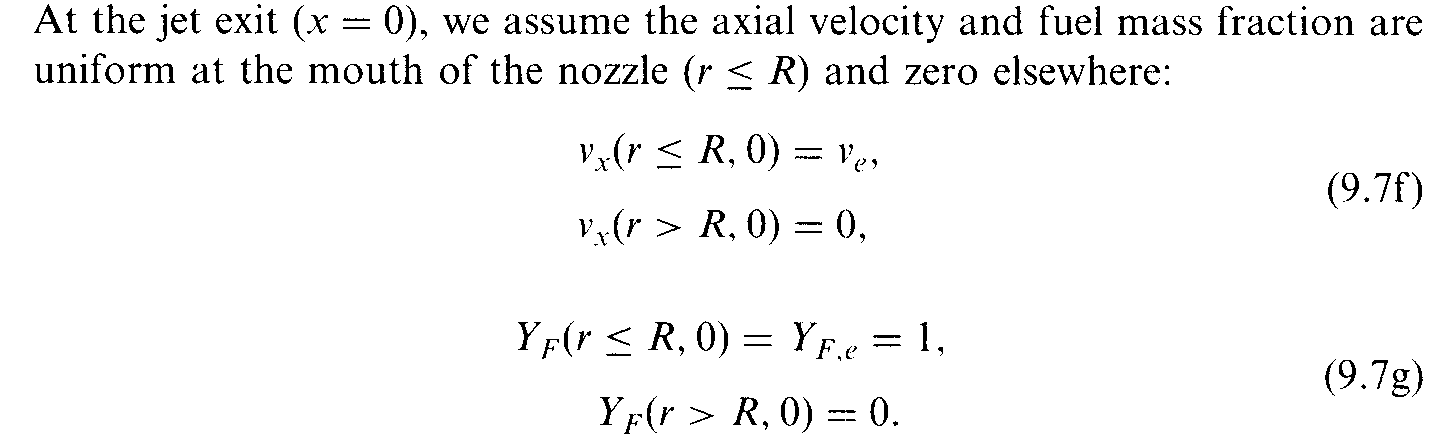 At the jet exit (x = 0), we assume the axial velocity and fuel mass fraction are
uniform at the mouth of the nozzle (r ≤ R) and zero elsewhere:
v_x(r ≤ R, 0) = v_e,
(9.7f)
v_x(r > R, 0) = 0,
Y_F(r ≤ R, 0) = Y_{F,e} = 1,
(9.7g)
Y_F(r > R, 0) = 0.